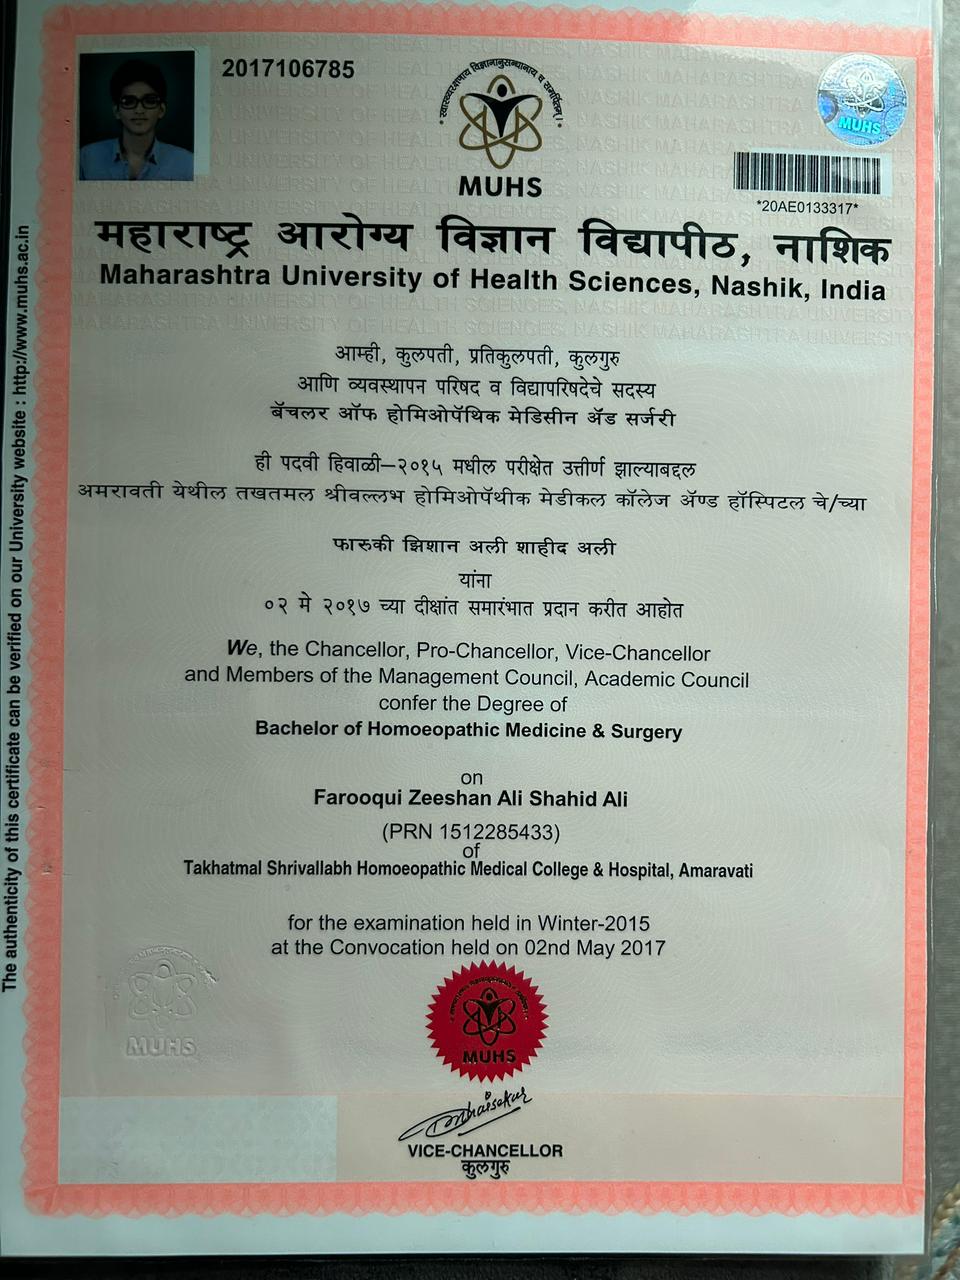 2017106785
स्वास्थ्यरक्षणाय विज्ञानानुसन्धानाय च समर्पितम्।
MUHS
MUHS
*20AE0133317*
महाराष्ट्र आरोग्य विज्ञान विद्यापीठ, नाशिक
Maharashtra University of Health Sciences, Nashik, India
आम्ही, कुलपती, प्रतिकुलपती, कुलगुरु
आणि व्यवस्थापन परिषद व विद्यापरिषदेचे सदस्य
बॅचलर ऑफ होमिओपॅथिक मेडिसीन अ‍ॅड सर्जरी
ही पदवी हिवाळी–२०१५ मधील परीक्षेत उत्तीर्ण झाल्याबद्दल
अमरावती येथील तखतमल श्रीवल्लभ होमिओपॅथीक मेडीकल कॉलेज अ‍ॅण्ड हॉस्पिटल चे/च्या
फारुकी झिशान अली शाहीद अली
यांना
०२ मे २०१७ च्या दीक्षांत समारंभात प्रदान करीत आहोत
We, the Chancellor, Pro-Chancellor, Vice-Chancellor
and Members of the Management Council, Academic Council
confer the Degree of
Bachelor of Homoeopathic Medicine & Surgery
on
Farooqui Zeeshan Ali Shahid Ali
(PRN 1512285433)
of
Takhatmal Shrivallabh Homoeopathic Medical College & Hospital, Amaravati
for the examination held in Winter-2015
at the Convocation held on 02nd May 2017
MUHS
MUHS
VICE-CHANCELLOR
कुलगुरु
The authenticity of this certificate can be verified on our University website : http://www.muhs.ac.in